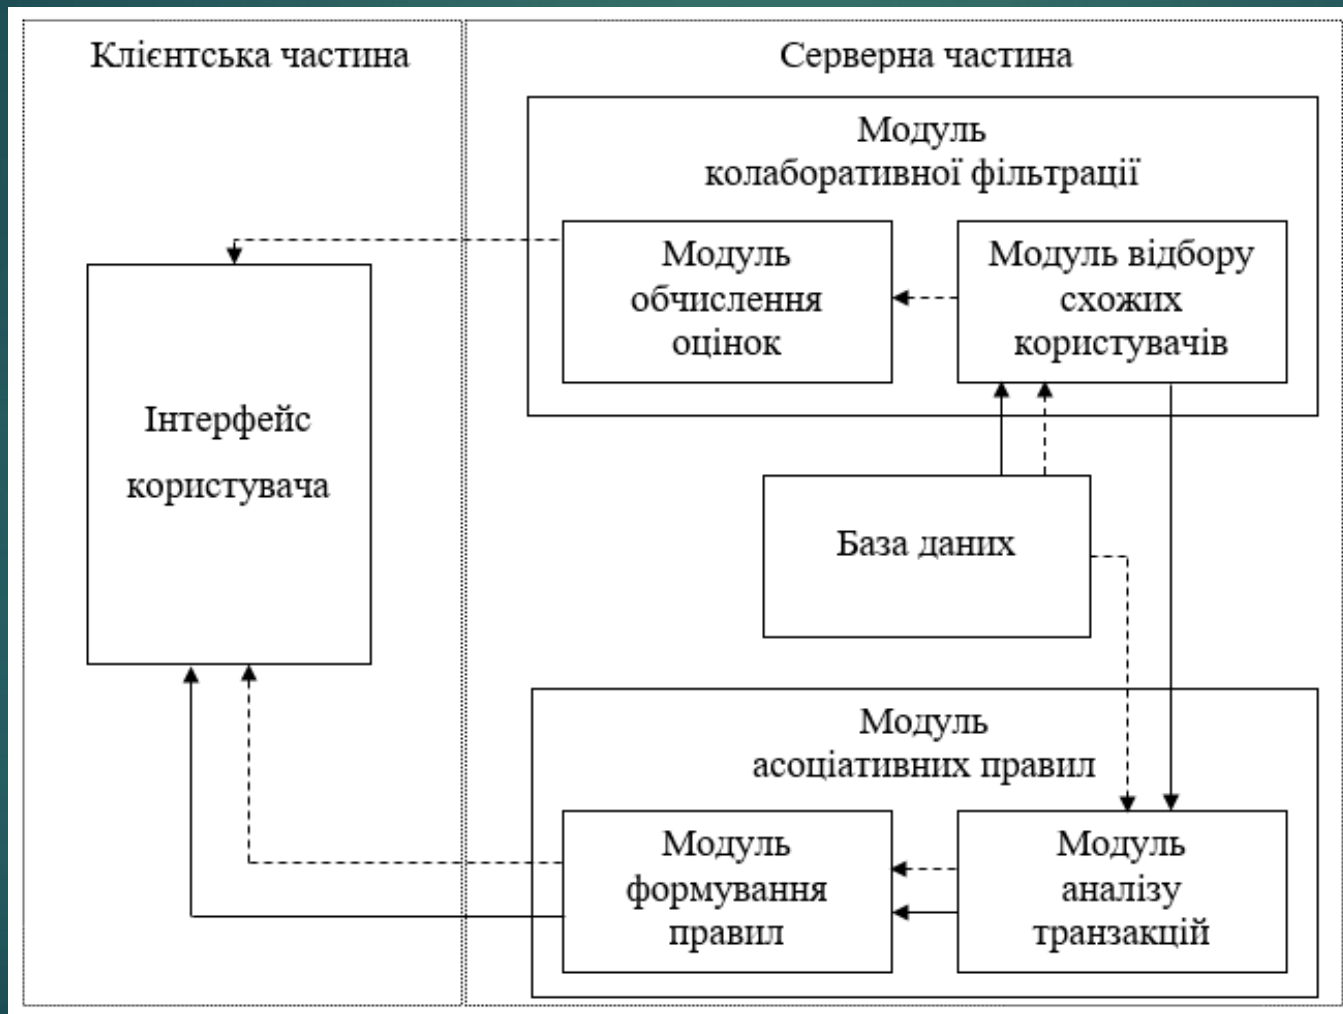 Клієнтська частина
Серверна частина
Модуль
колаборативної фільтрації
Модуль
обчислення
оцінок
Модуль відбору
схожих
користувачів
Інтерфейс
користувача
База даних
Модуль
асоціативних правил
Модуль
формування
правил
Модуль
аналізу
транзакцій